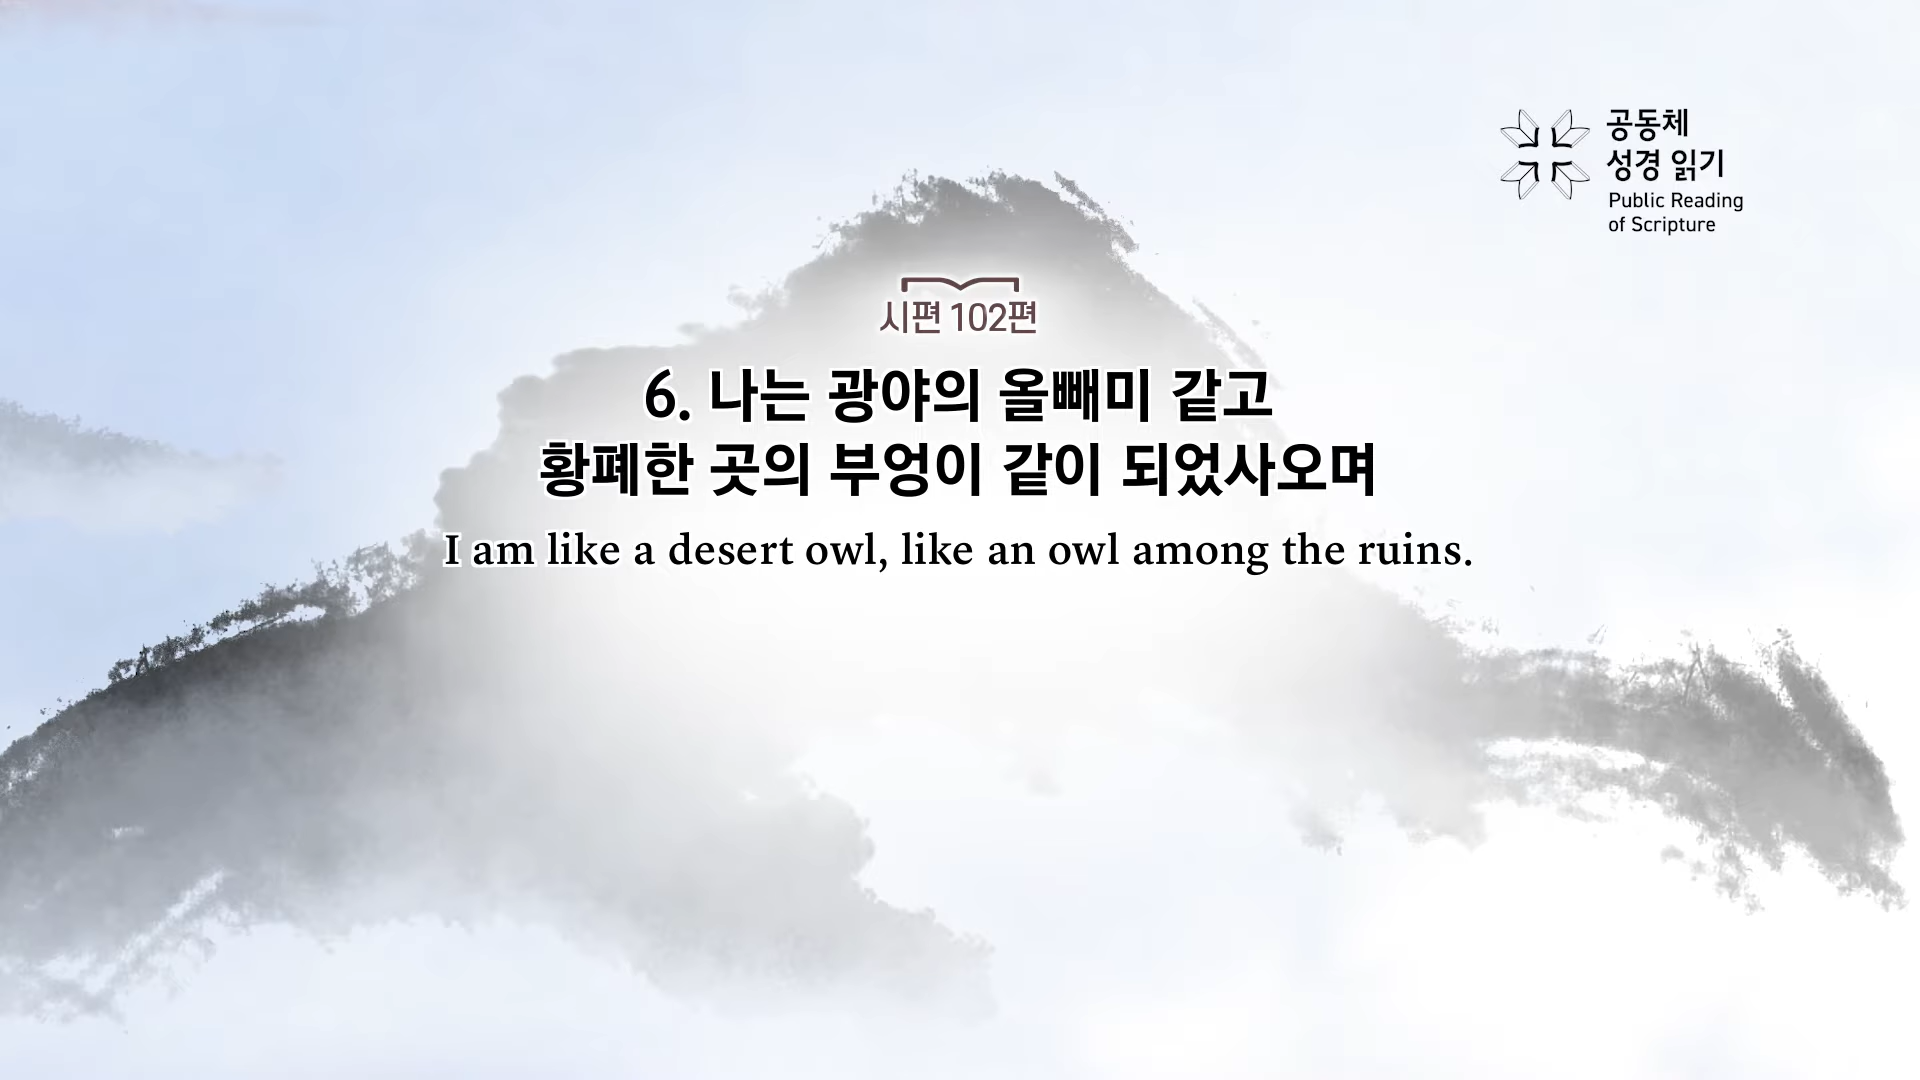 공동체
성경 읽기
Public Reading
of Scripture
시편 102편
6. 나는 광야의 올빼미 같고
황폐한 곳의 부엉이 같이 되었사오며
I am like a desert owl, like an owl among the ruins.